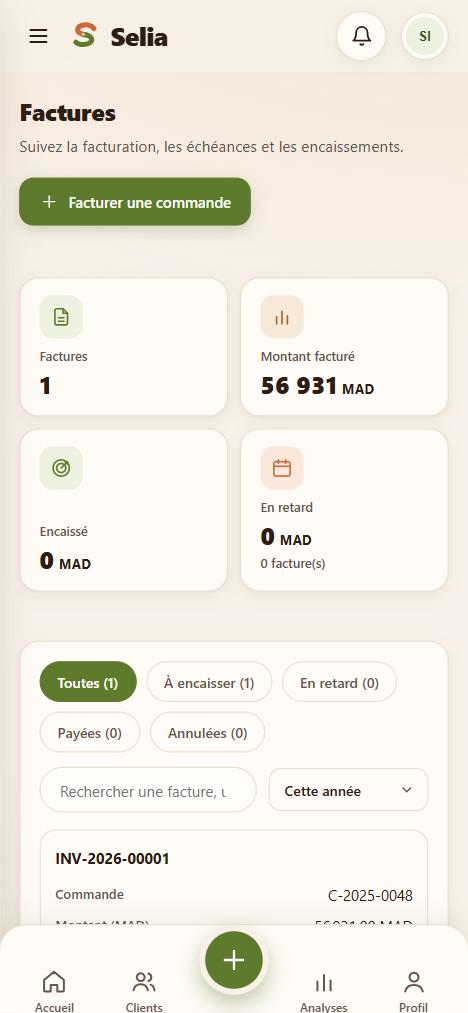 Selia
SI
Factures
Suivez la facturation, les échéances et les encaissements.
+ Facturer une commande
Factures
1
Montant facturé
56 931 MAD
Encaissé
0 MAD
En retard
0 MAD
0 facture(s)
Toutes (1)
À encaisser (1)
En retard (0)
Payées (0)
Annulées (0)
Rechercher une facture,
Cette année
INV-2026-00001
Commande
C-2025-0048
Montant (MAD)
Accueil
Clients
Analyses
Profil